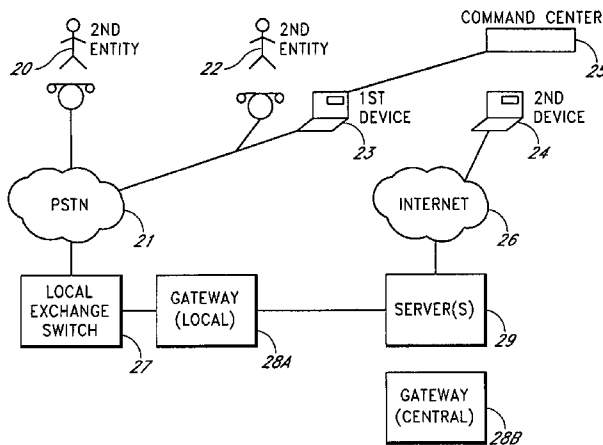 COMMAND CENTER
25
20
2ND
ENTITY
22
2ND
ENTITY
1ST
DEVICE
23
2ND
DEVICE
24
PSTN
21
INTERNET
26
LOCAL
EXCHANGE
SWITCH
27
GATEWAY
(LOCAL)
28A
SERVER(S)
29
GATEWAY
(CENTRAL)
28B